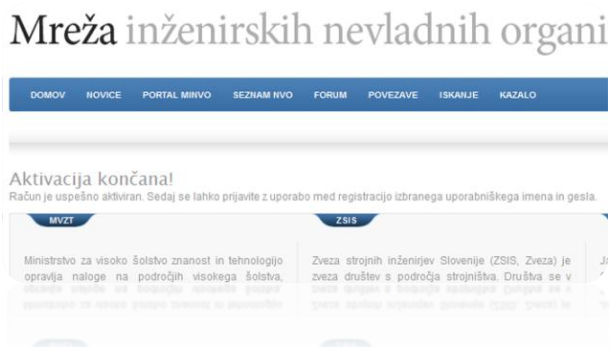 Mreža inženirskih nevladnih organi
DOMOV NOVICE PORTAL MINVO SEZNAM NVO FORUM POVEZAVE ISKANJE KAZALO
Aktivacija končana!
Račun je uspešno aktiviran. Sedaj se lahko prijavite z uporabo med registracijo izbranega uporabniškega imena in gesla.
MVZT
Ministrstvo za visoko šolstvo znanost in tehnologijo
opravlja naloge na področjih visokega šolstva,
ZSIS
Zveza strojnih inženirjev Slovenije (ZSIS, Zveza) je
zveza društev s področja strojništva. Društva se v